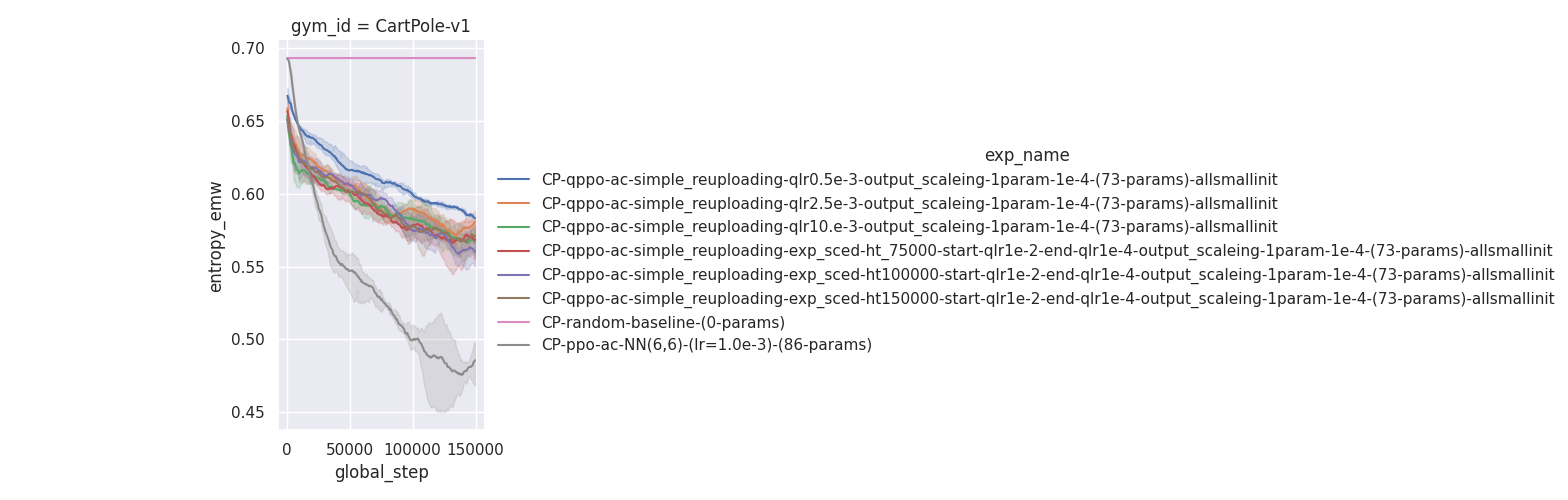 gym_id = CartPole-v1
0.70
0.65
0.60
0.55
0.50
0.45
entropy_emw
0 50000 100000 150000
global_step
exp_name
CP-qppo-ac-simple_reuploading-qlr0.5e-3-output_scaleing-1param-1e-4-(73-params)-allsmallinit
CP-qppo-ac-simple_reuploading-qlr2.5e-3-output_scaleing-1param-1e-4-(73-params)-allsmallinit
CP-qppo-ac-simple_reuploading-qlr10.e-3-output_scaleing-1param-1e-4-(73-params)-allsmallinit
CP-qppo-ac-simple_reuploading-exp_sced-ht_75000-start-qlr1e-2-end-qlr1e-4-output_scaleing-1param-1e-4-(73-params)-allsmallinit
CP-qppo-ac-simple_reuploading-exp_sced-ht100000-start-qlr1e-2-end-qlr1e-4-output_scaleing-1param-1e-4-(73-params)-allsmallinit
CP-qppo-ac-simple_reuploading-exp_sced-ht150000-start-qlr1e-2-end-qlr1e-4-output_scaleing-1param-1e-4-(73-params)-allsmallinit
CP-random-baseline-(0-params)
CP-ppo-ac-NN(6,6)-(lr=1.0e-3)-(86-params)